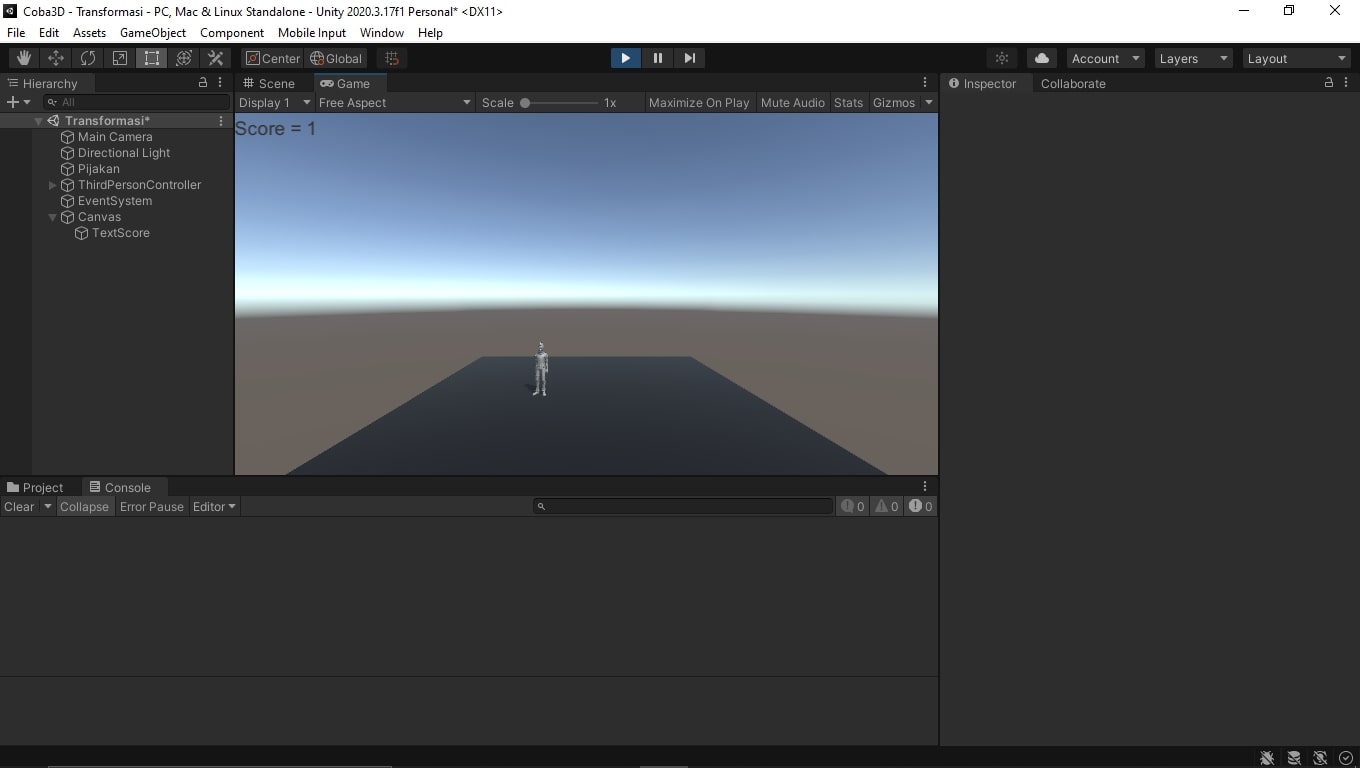 Coba3D - Transformasi - PC, Mac & Linux Standalone - Unity 2020.3.17f1 Personal* <DX11>
File Edit Assets GameObject Component Mobile Input Window Help
Center Global Account Layers Layout
Hierarchy
All
Transformasi*
Main Camera
Directional Light
Pijakan
ThirdPersonController
EventSystem
Canvas
TextScore
Scene Game
Display 1 Free Aspect Scale 1x Maximize On Play Mute Audio Stats Gizmos
Score = 1
Inspector Collaborate
Project Console
Clear Collapse Error Pause Editor 0 0 0